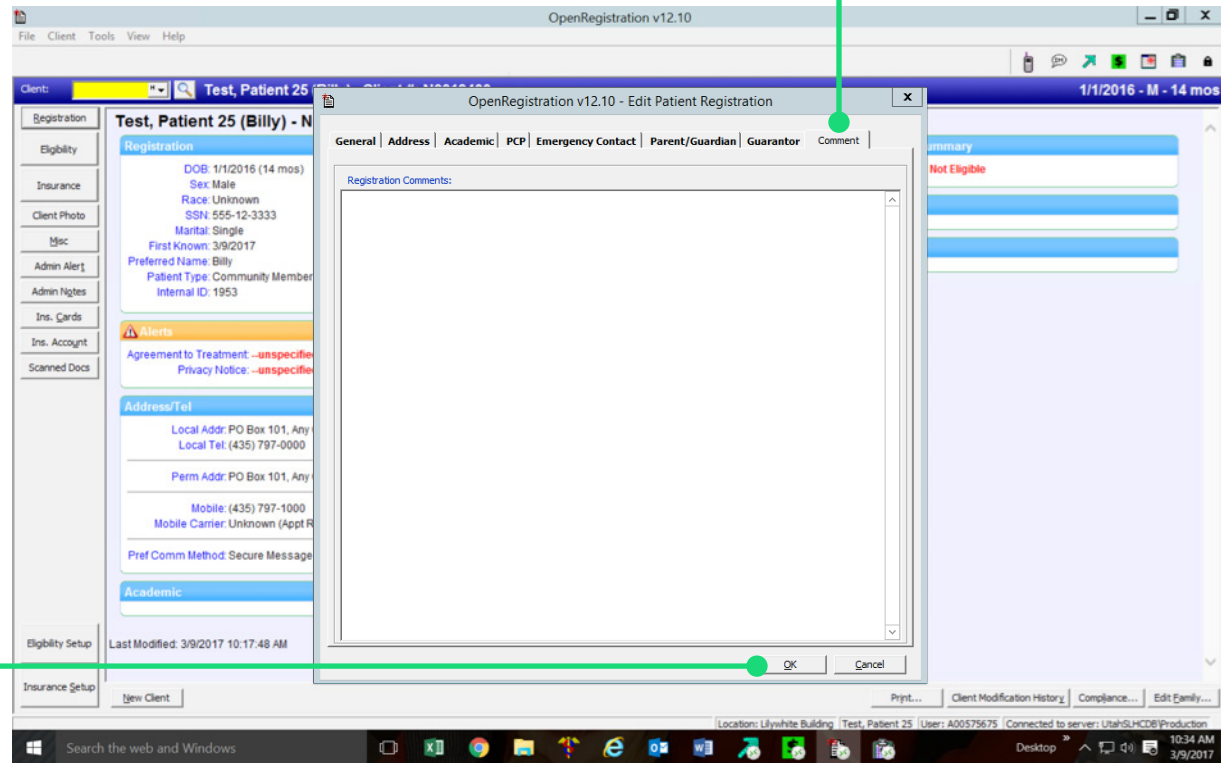 OpenRegistration v12.10
File Client Tools View Help
Client:
Test, Patient 25
1/1/2016 - M - 14 mos
Registration
Eligbility
Insurance
Client Photo
Misc
Admin Alert
Admin Notes
Ins. Cards
Ins. Account
Scanned Docs
Eligbility Setup
Insurance Setup
Test, Patient 25 (Billy) - N
Registration
DOB: 1/1/2016 (14 mos)
Sex: Male
Race: Unknown
SSN: 555-12-3333
Marital: Single
First Known: 3/9/2017
Preferred Name: Billy
Patient Type: Community Member
Internal ID: 1953
Alerts
Agreement to Treatment: --unspecifie
Privacy Notice: --unspecifie
Address/Tel
Local Addr: PO Box 101, Any
Local Tel: (435) 797-0000
Perm Addr: PO Box 101, Any
Mobile: (435) 797-1000
Mobile Carrier: Unknown (Appt R
Pref Comm Method: Secure Message
Academic
Last Modified: 3/9/2017 10:17:48 AM
New Client
OpenRegistration v12.10 - Edit Patient Registration
General Address Academic PCP Emergency Contact Parent/Guardian Guarantor Comment
Registration Comments:
OK Cancel
ummary
Not Eligible
Print... Client Modification History Compliance... Edit Family...
Location: Lilywhite Building Test, Patient 25 User: A00575675 Connected to server: UtahSLHCDB\Production
Search the web and Windows
Desktop
10:34 AM
3/9/2017